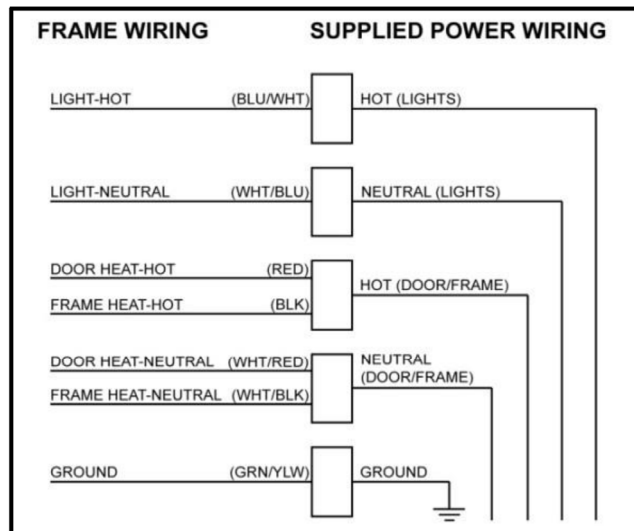 FRAME WIRING SUPPLIED POWER WIRING
LIGHT-HOT (BLU/WHT) HOT (LIGHTS)
LIGHT-NEUTRAL (WHT/BLU) NEUTRAL (LIGHTS)
DOOR HEAT-HOT (RED)
HOT (DOOR/FRAME)
FRAME HEAT-HOT (BLK)
DOOR HEAT-NEUTRAL (WHT/RED) NEUTRAL
(DOOR/FRAME)
FRAME HEAT-NEUTRAL (WHT/BLK)
GROUND (GRN/YLW) GROUND